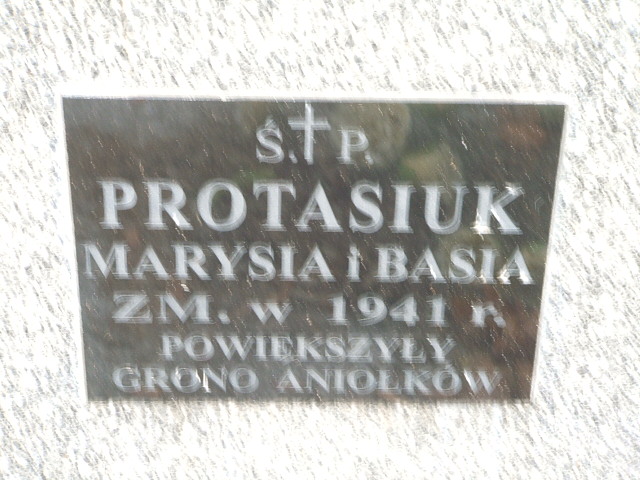 Ś.✝P.
PROTASIUK
MARYSIA i BASIA
ZM. w 1941 r.
POWIEKSZYŁY
GRONO ANIOŁKÓW